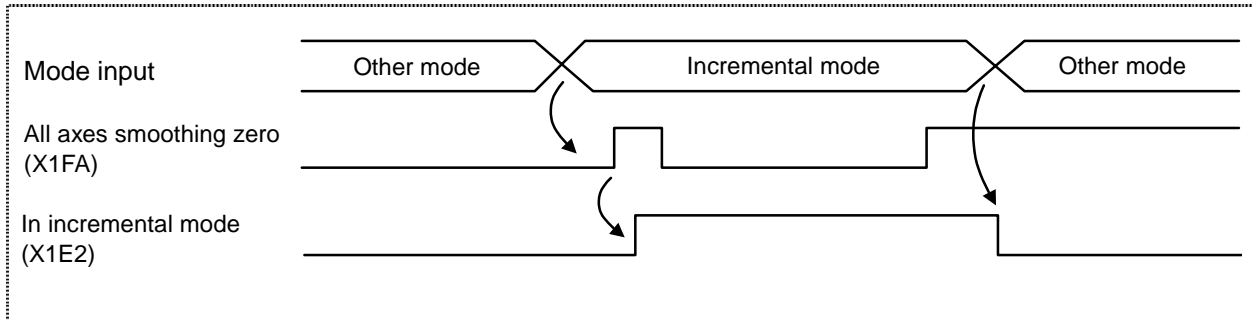 Mode input
Other mode
Incremental mode
Other mode
All axes smoothing zero
(X1FA)
In incremental mode
(X1E2)